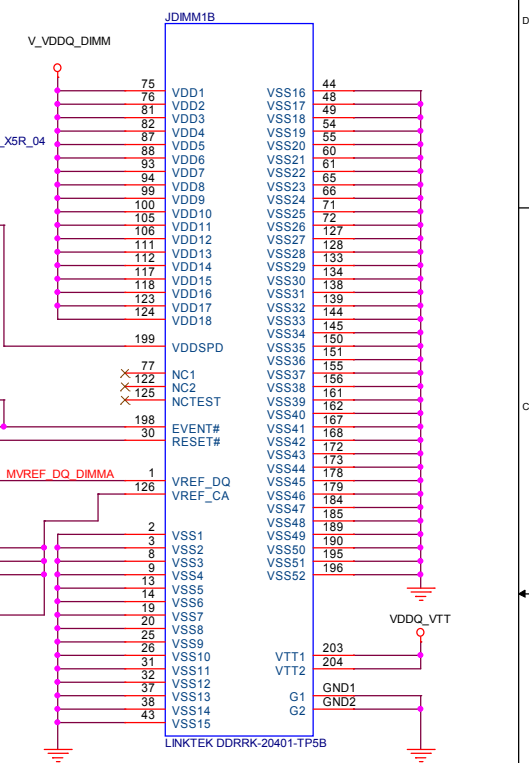 JDIMM1B
D
V_VDDQ_DIMM
75 VDD1
76 VDD2
81 VDD3
82 VDD4
87 VDD5
88 VDD6
93 VDD7
94 VDD8
99 VDD9
100 VDD10
105 VDD11
106 VDD12
111 VDD13
112 VDD14
117 VDD15
118 VDD16
123 VDD17
124 VDD18
_X5R_04
199 VDDSPD
77 NC1
122 NC2
125 NCTEST
198 EVENT#
30 RESET#
MVREF_DQ_DIMMA
1 VREF_DQ
126 VREF_CA
2 VSS1
3 VSS2
8 VSS3
9 VSS4
13 VSS5
14 VSS6
19 VSS7
20 VSS8
25 VSS9
26 VSS10
31 VSS11
32 VSS12
37 VSS13
38 VSS14
43 VSS15
VSS16 44
VSS17 48
VSS18 49
VSS19 54
VSS20 55
VSS21 60
VSS22 61
VSS23 65
VSS24 66
VSS25 71
VSS26 72
VSS27 127
VSS28 128
VSS29 133
VSS30 134
VSS31 138
VSS32 139
VSS33 144
VSS34 145
VSS35 150
VSS36 151
VSS37 155
VSS38 156
VSS39 161
VSS40 162
VSS41 167
VSS42 168
VSS43 172
VSS44 173
VSS45 178
VSS46 179
VSS47 184
VSS48 185
VSS49 189
VSS50 190
VSS51 195
VSS52 196
C
VDDQ_VTT
VTT1 203
VTT2 204
G1 GND1
G2 GND2
LINKTEK DDRRK-20401-TP5B